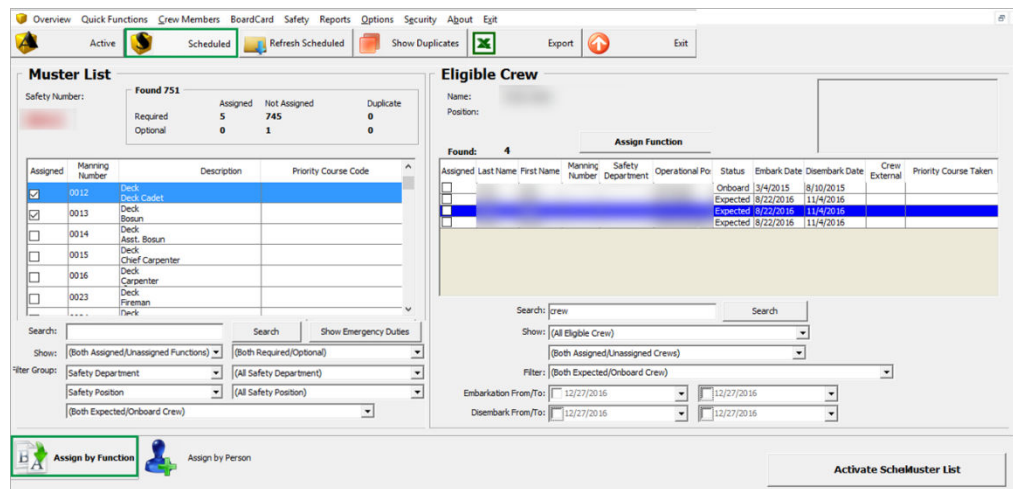 Overview Quick Functions Crew Members BoardCard Safety Reports Options Security About Exit
Active Scheduled Refresh Scheduled Show Duplicates Export Exit
Muster List
Safety Number:
Found 751
Assigned Not Assigned Duplicate
Required 5 745 0
Optional 0 1 0
Assigned Manning Number Description Priority Course Code
0012 Deck
Deck Cadet
0013 Deck
Bosun
0014 Deck
Asst. Bosun
0015 Deck
Chief Carpenter
0016 Deck
Carpenter
0023 Deck
Fireman
Deck
Search: Search Show Emergency Duties
Show: (Both Assigned/Unassigned Functions) (Both Required/Optional)
Filter Group: Safety Department (All Safety Department)
Safety Position (All Safety Position)
(Both Expected/Onboard Crew)
Eligible Crew
Name:
Position:
Assign Function
Found: 4
Assigned Last Name First Name Manning Number Safety Department Operational Po Status Embark Date Disembark Date Crew External Priority Course Taken
Onboard 3/4/2015 8/10/2015
Expected 8/22/2016 11/4/2016
Expected 8/22/2016 11/4/2016
Expected 8/22/2016 11/4/2016
Search: crew Search
Show: (All Eligible Crew)
(Both Assigned/Unassigned Crews)
Filter: (Both Expected/Onboard Crew)
Embarkation From/To: 12/27/2016 12/27/2016
Disembark From/To: 12/27/2016 12/27/2016
Assign by Function Assign by Person
Activate Muster List